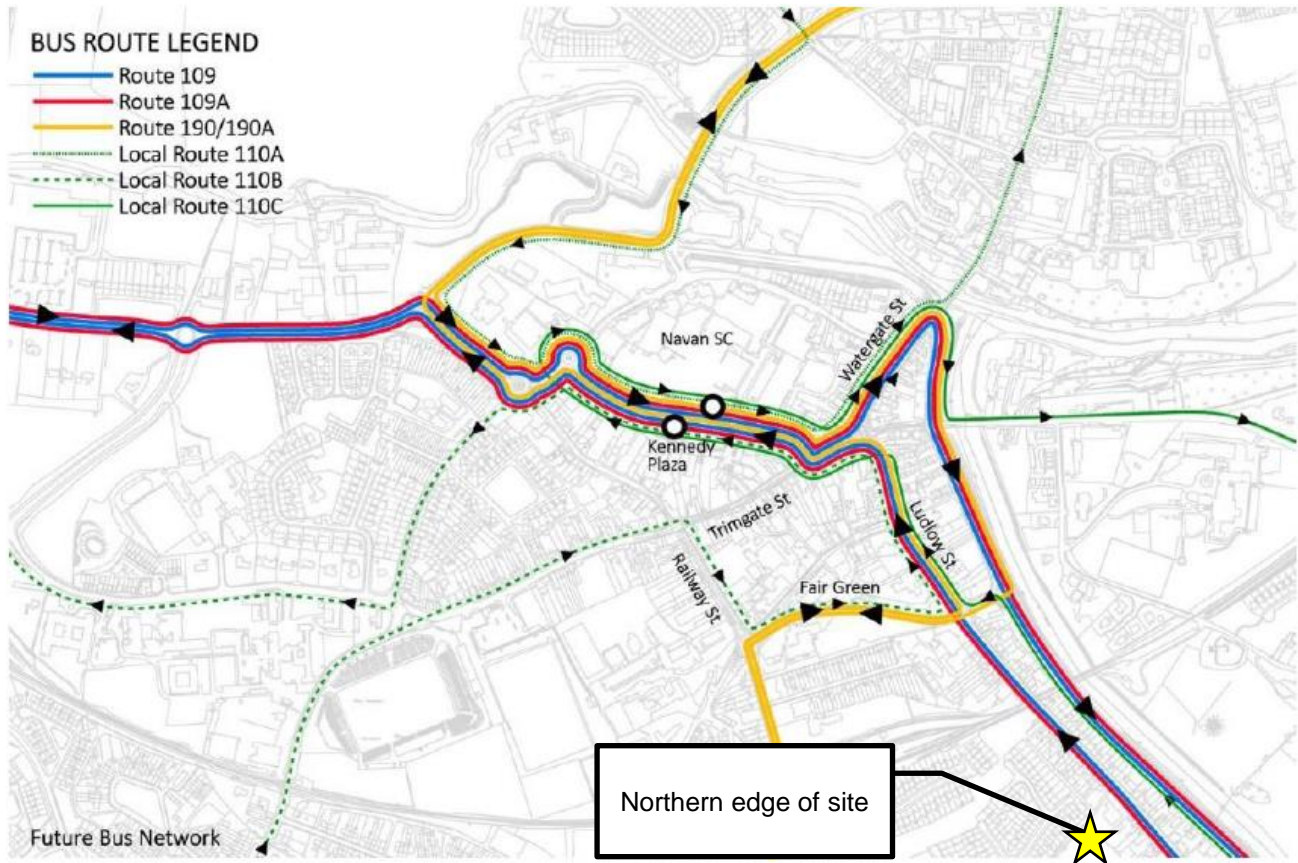 BUS ROUTE LEGEND
Route 109
Route 109A
Route 190/190A
Local Route 110A
Local Route 110B
Local Route 110C
Navan SC
Watergate St
Kennedy
Plaza
Trimgate St
Ludlow St
Railway St
Fair Green
Northern edge of site
Future Bus Network